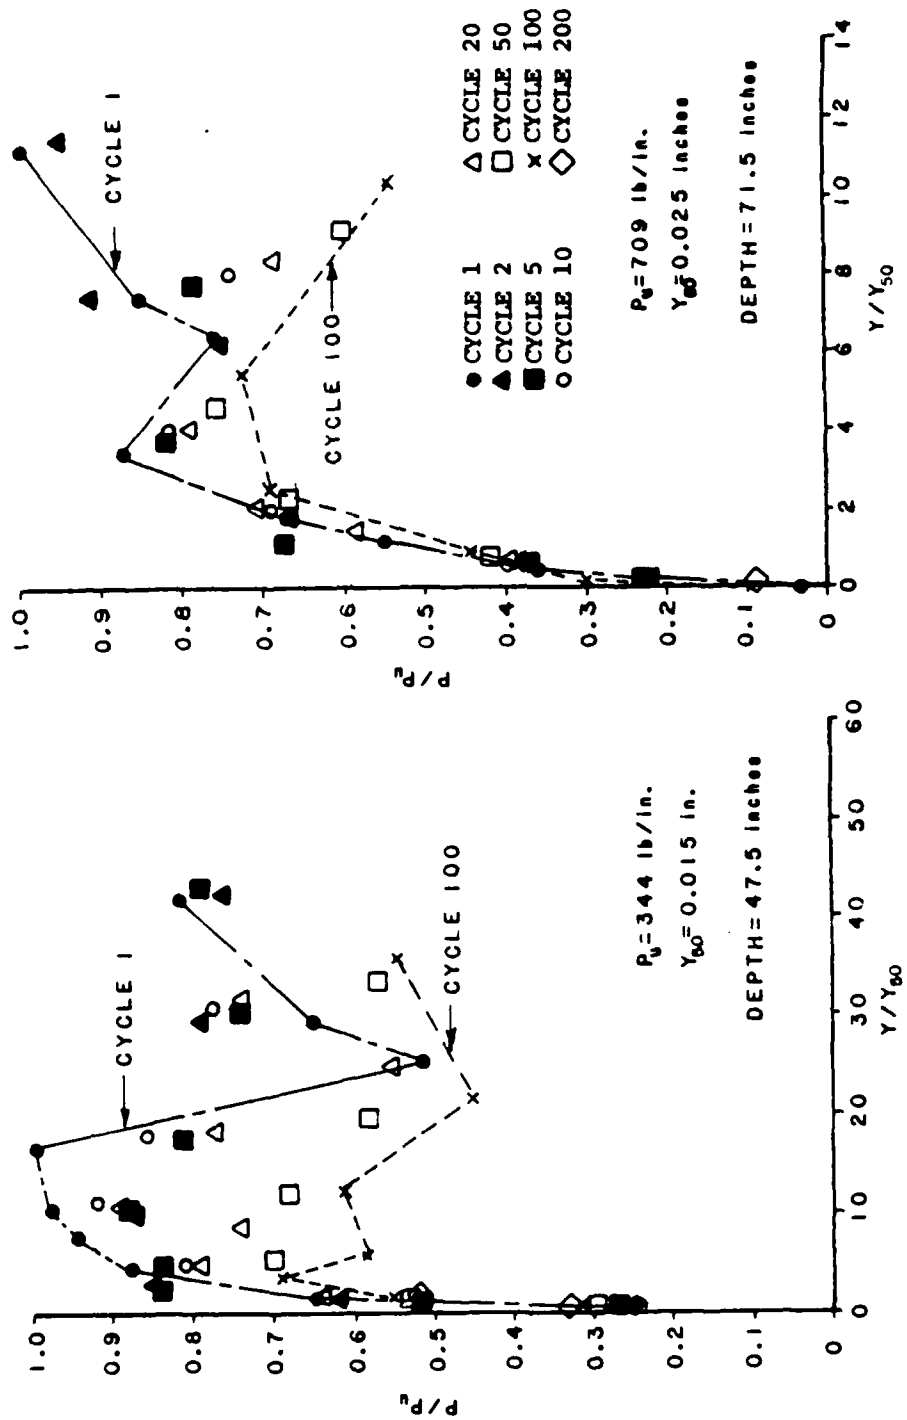 1.0
0.9
0.8
0.7
0.6
0.5
0.4
0.3
0.2
0.1
0
P/Pu
0 10 20 30 40 50 60
Y/Y50
CYCLE 1
CYCLE 100
Pu=344 lb/in.
Y50=0.015 in.
DEPTH=47.5 inches
1.0
0.9
0.8
0.7
0.6
0.5
0.4
0.3
0.2
0.1
0
P/Pu
0 2 4 6 8 10 12 14
Y/Y50
CYCLE 1
CYCLE 100
CYCLE 1
CYCLE 2
CYCLE 5
CYCLE 10
CYCLE 20
CYCLE 50
CYCLE 100
CYCLE 200
Pu=709 lb/in.
Y50=0.025 inches
DEPTH=71.5 inches